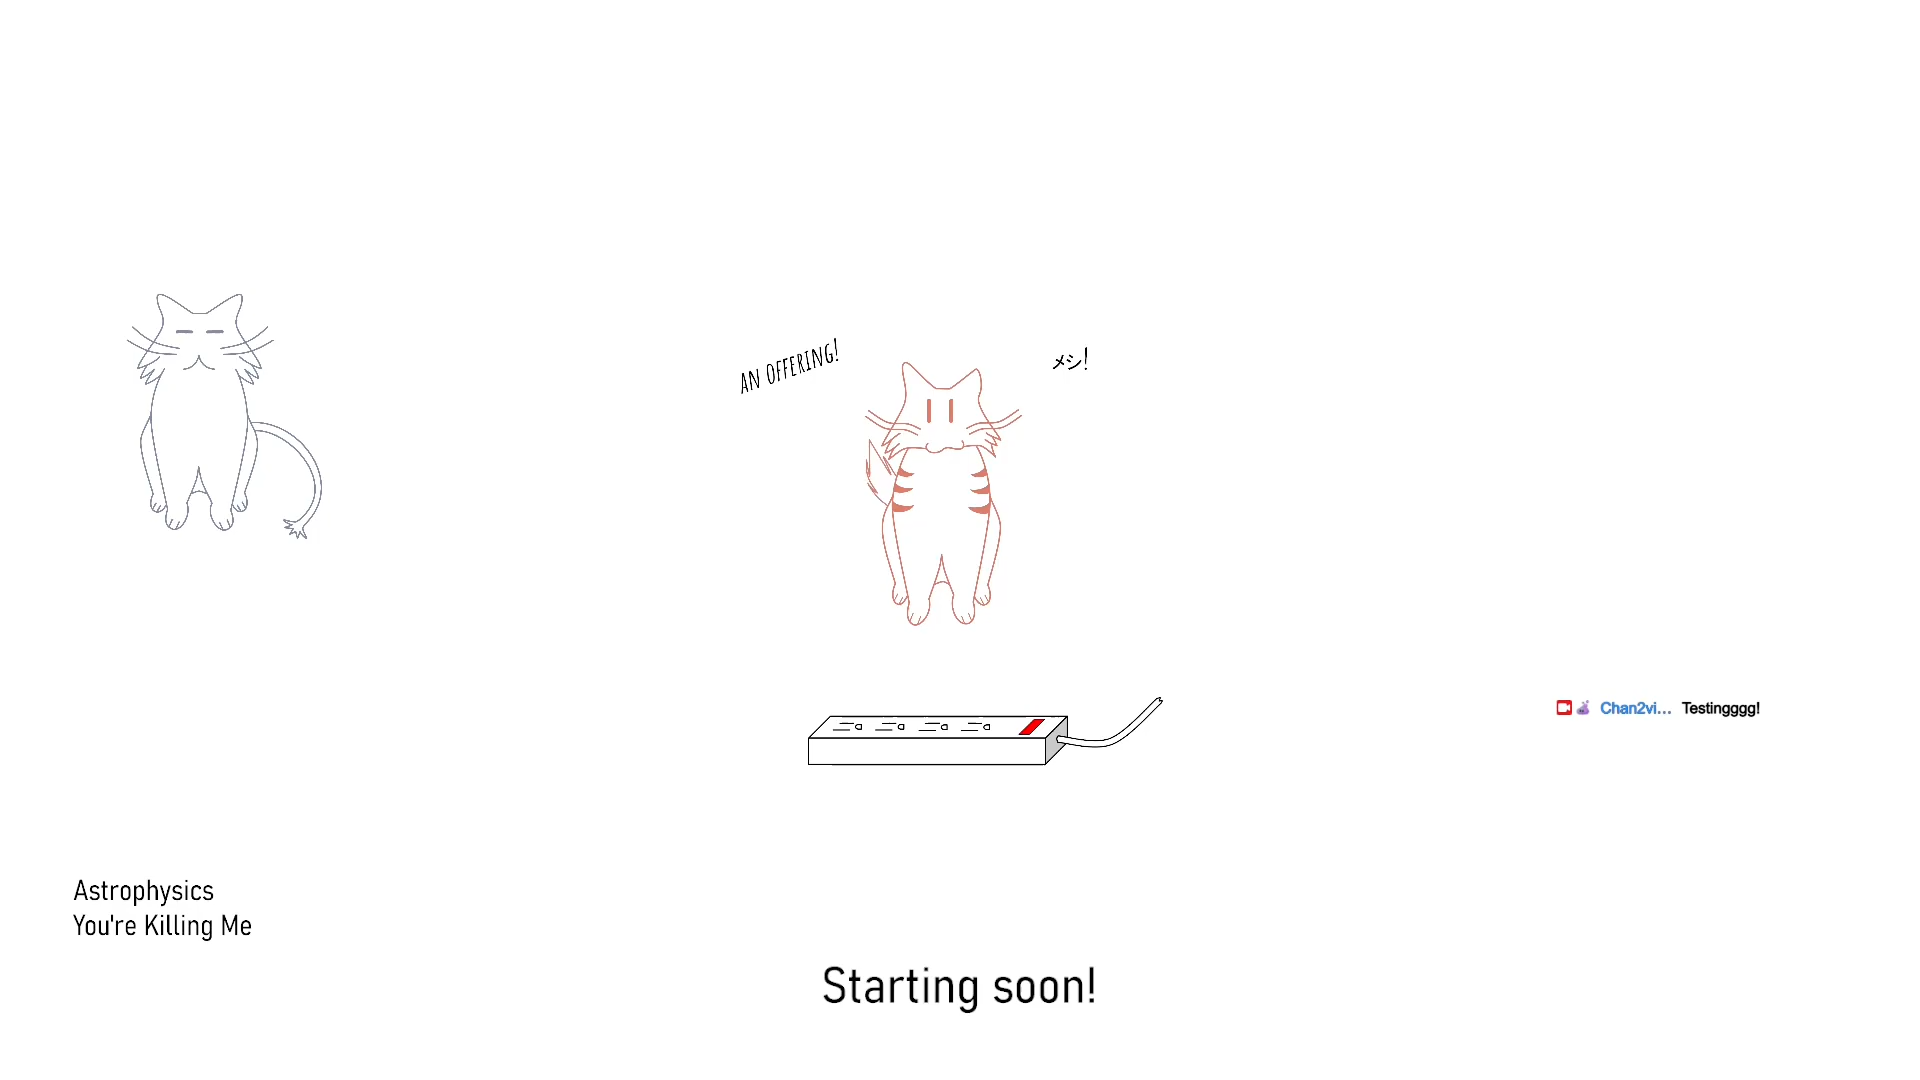 AN OFFERING!
メシ!
Chan2vi... Testingggg!
Astrophysics
You're Killing Me
Starting soon!